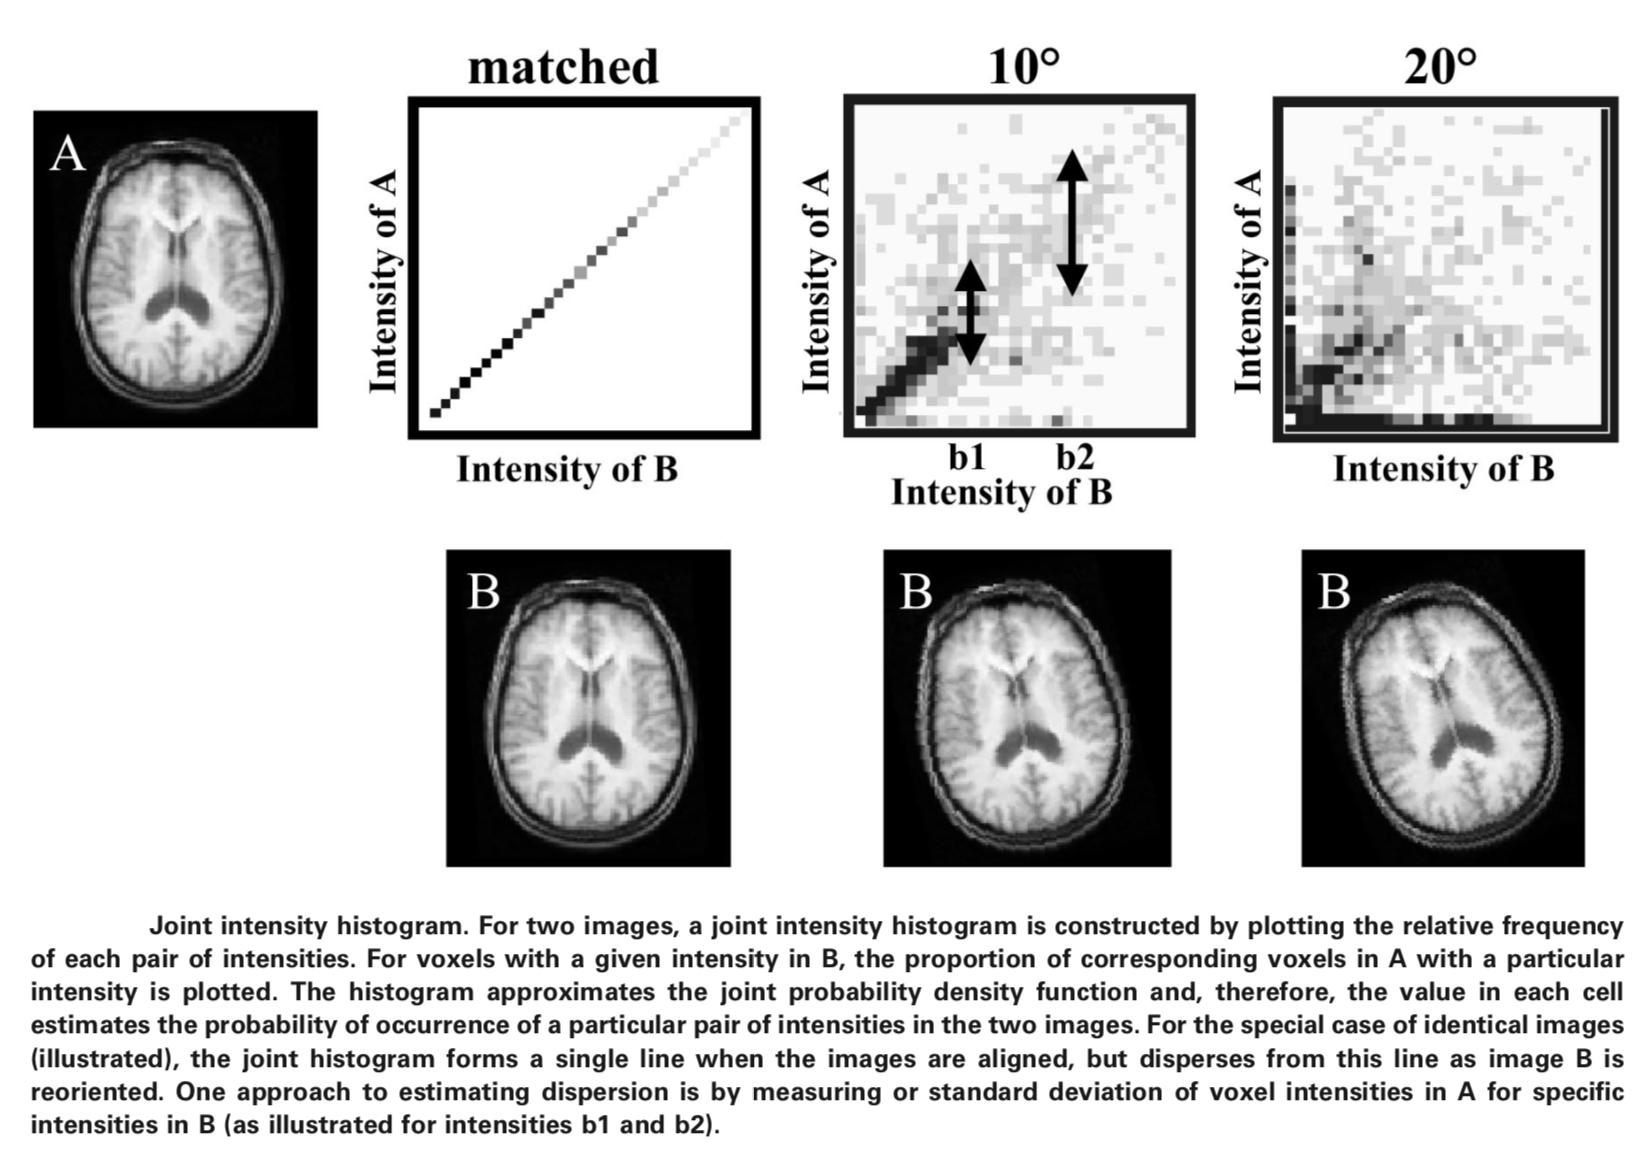 matched
10°
20°
A
Intensity of A
Intensity of A
Intensity of A
b1
b2
Intensity of B
Intensity of B
Intensity of B
B
B
B
Joint intensity histogram. For two images, a joint intensity histogram is constructed by plotting the relative frequency
of each pair of intensities. For voxels with a given intensity in B, the proportion of corresponding voxels in A with a particular
intensity is plotted. The histogram approximates the joint probability density function and, therefore, the value in each cell
estimates the probability of occurrence of a particular pair of intensities in the two images. For the special case of identical images
(illustrated), the joint histogram forms a single line when the images are aligned, but disperses from this line as image B is
reoriented. One approach to estimating dispersion is by measuring or standard deviation of voxel intensities in A for specific
intensities in B (as illustrated for intensities b1 and b2).